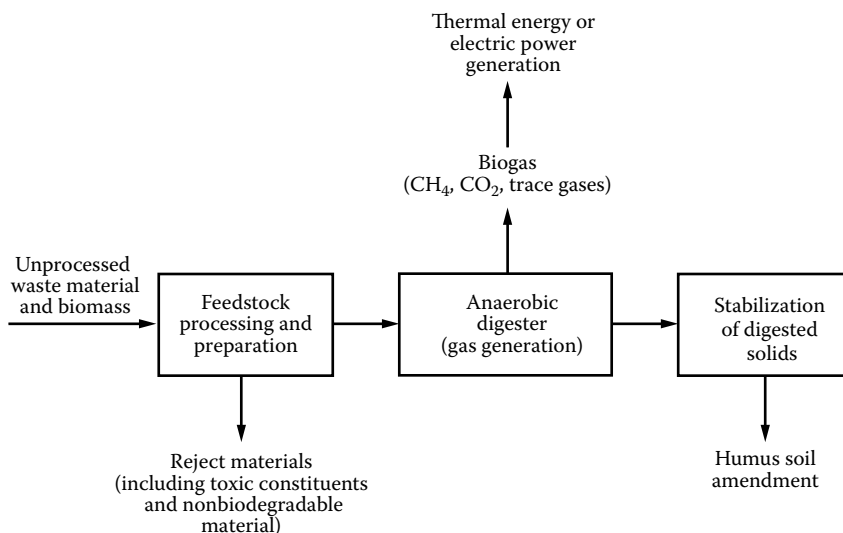 Thermal energy or
electric power
generation
Biogas
(CH₄, CO₂, trace gases)
Unprocessed
waste material
and biomass
Feedstock
processing and
preparation
Anaerobic
digester
(gas generation)
Stabilization
of digested
solids
Reject materials
(including toxic constituents
and nonbiodegradable
material)
Humus soil
amendment